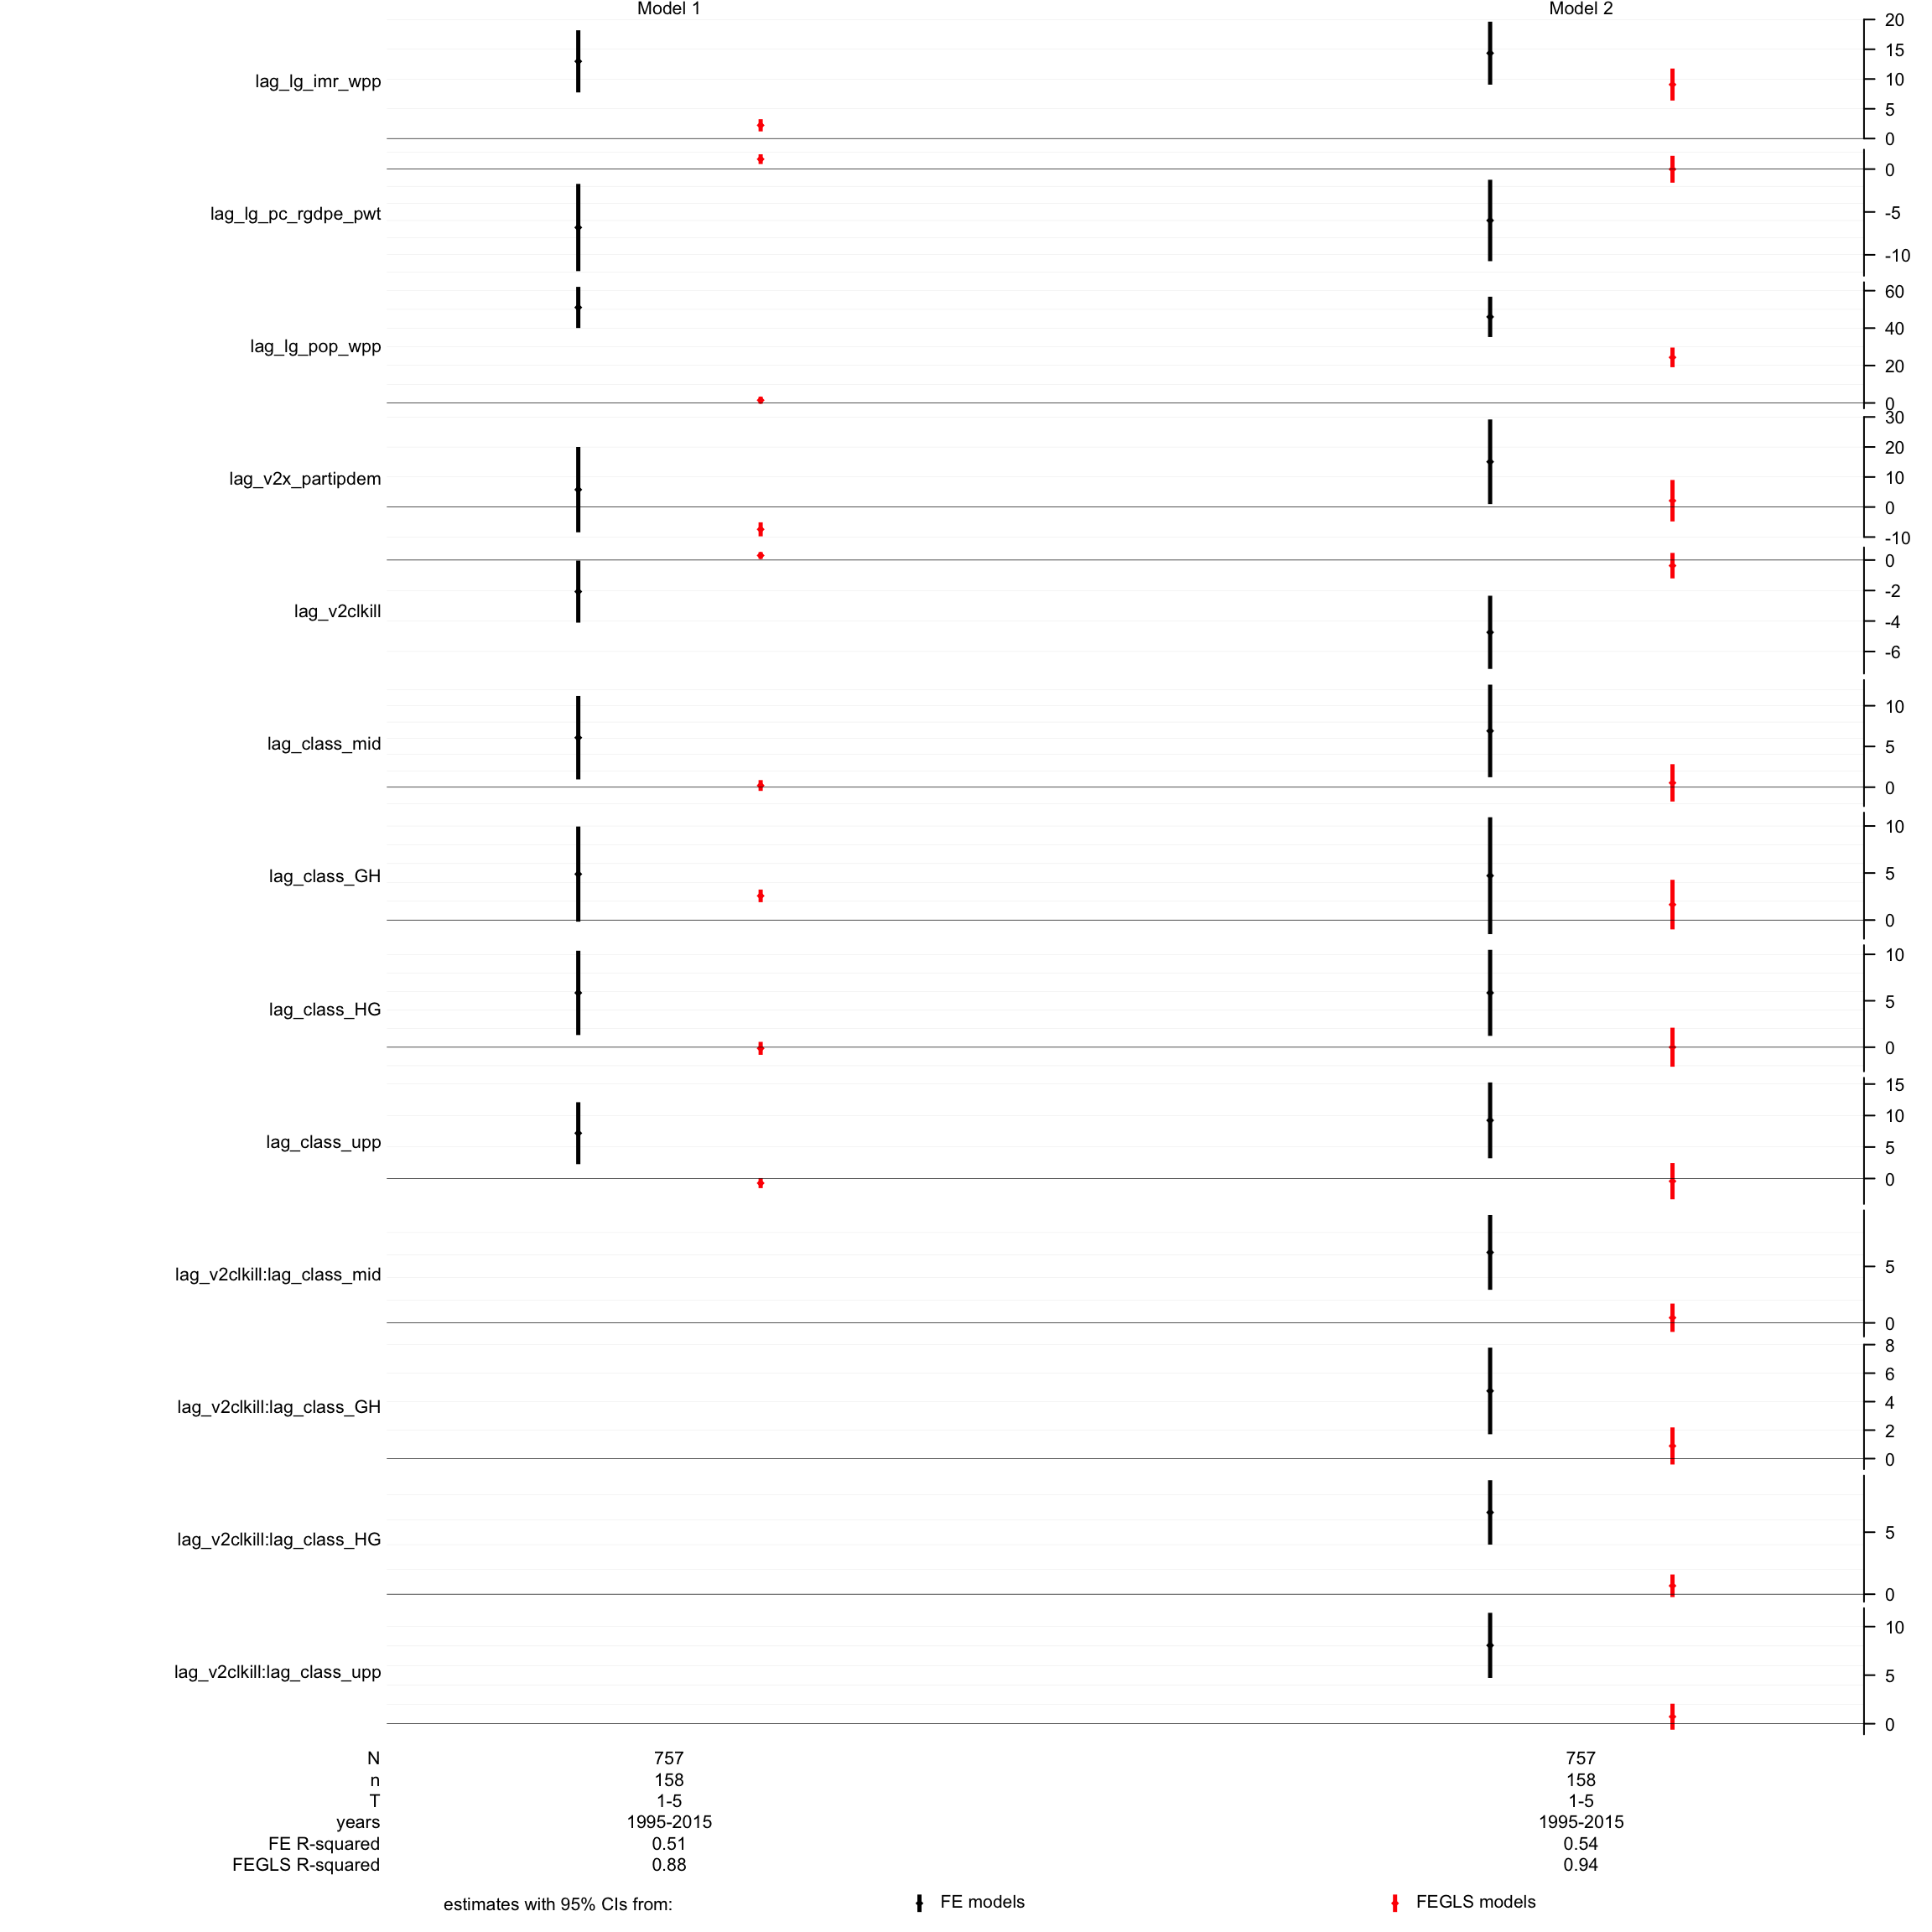 Model 1 Model 2
lag_lg_imr_wpp
20
15
10
5
0
lag_lg_pc_rgdpe_pwt
0
-5
-10
lag_lg_pop_wpp
60
40
20
0
lag_v2x_partipdem
30
20
10
0
-10
lag_v2clkill
0
-2
-4
-6
lag_class_mid
10
5
0
lag_class_GH
10
5
0
lag_class_HG
10
5
0
lag_class_upp
15
10
5
0
lag_v2clkill:lag_class_mid
5
0
lag_v2clkill:lag_class_GH
8
6
4
2
0
lag_v2clkill:lag_class_HG
5
0
lag_v2clkill:lag_class_upp
10
5
0
N 757 757
n 158 158
T 1-5 1-5
years 1995-2015 1995-2015
FE R-squared 0.51 0.54
FEGLS R-squared 0.88 0.94
estimates with 95% CIs from: FE models FEGLS models